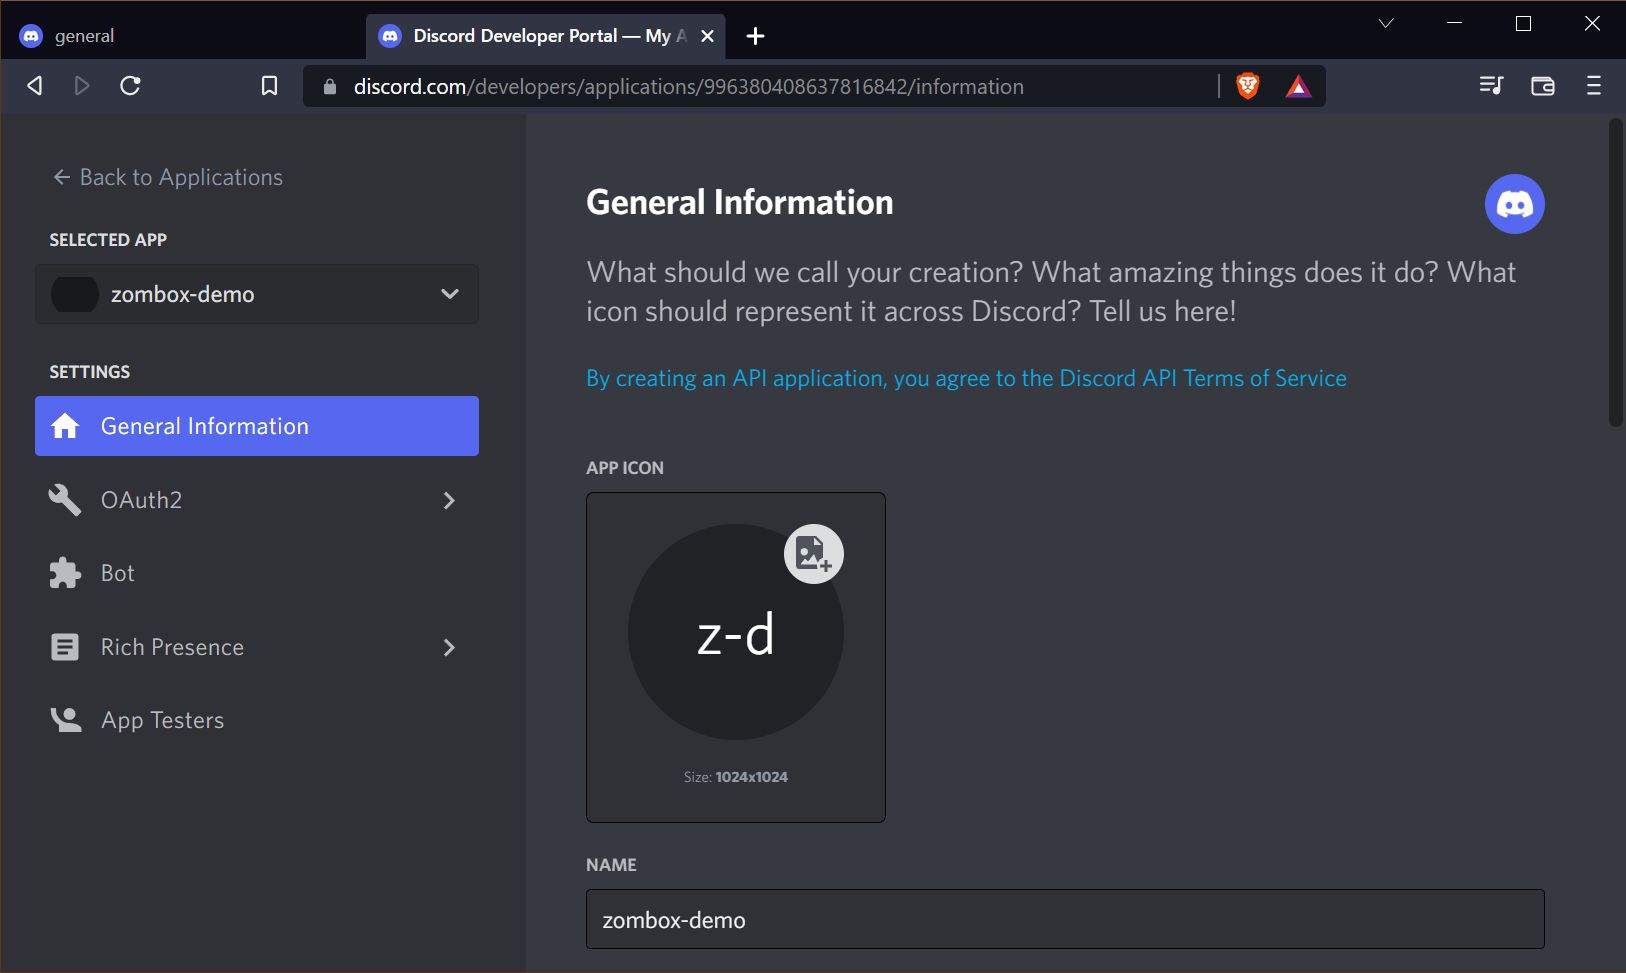 general
Discord Developer Portal — My A
discord.com/developers/applications/996380408637816842/information
Back to Applications
SELECTED APP
zombox-demo
SETTINGS
General Information
OAuth2
Bot
Rich Presence
App Testers
General Information
What should we call your creation? What amazing things does it do? What
icon should represent it across Discord? Tell us here!
By creating an API application, you agree to the Discord API Terms of Service
APP ICON
z-d
Size: 1024x1024
NAME
zombox-demo